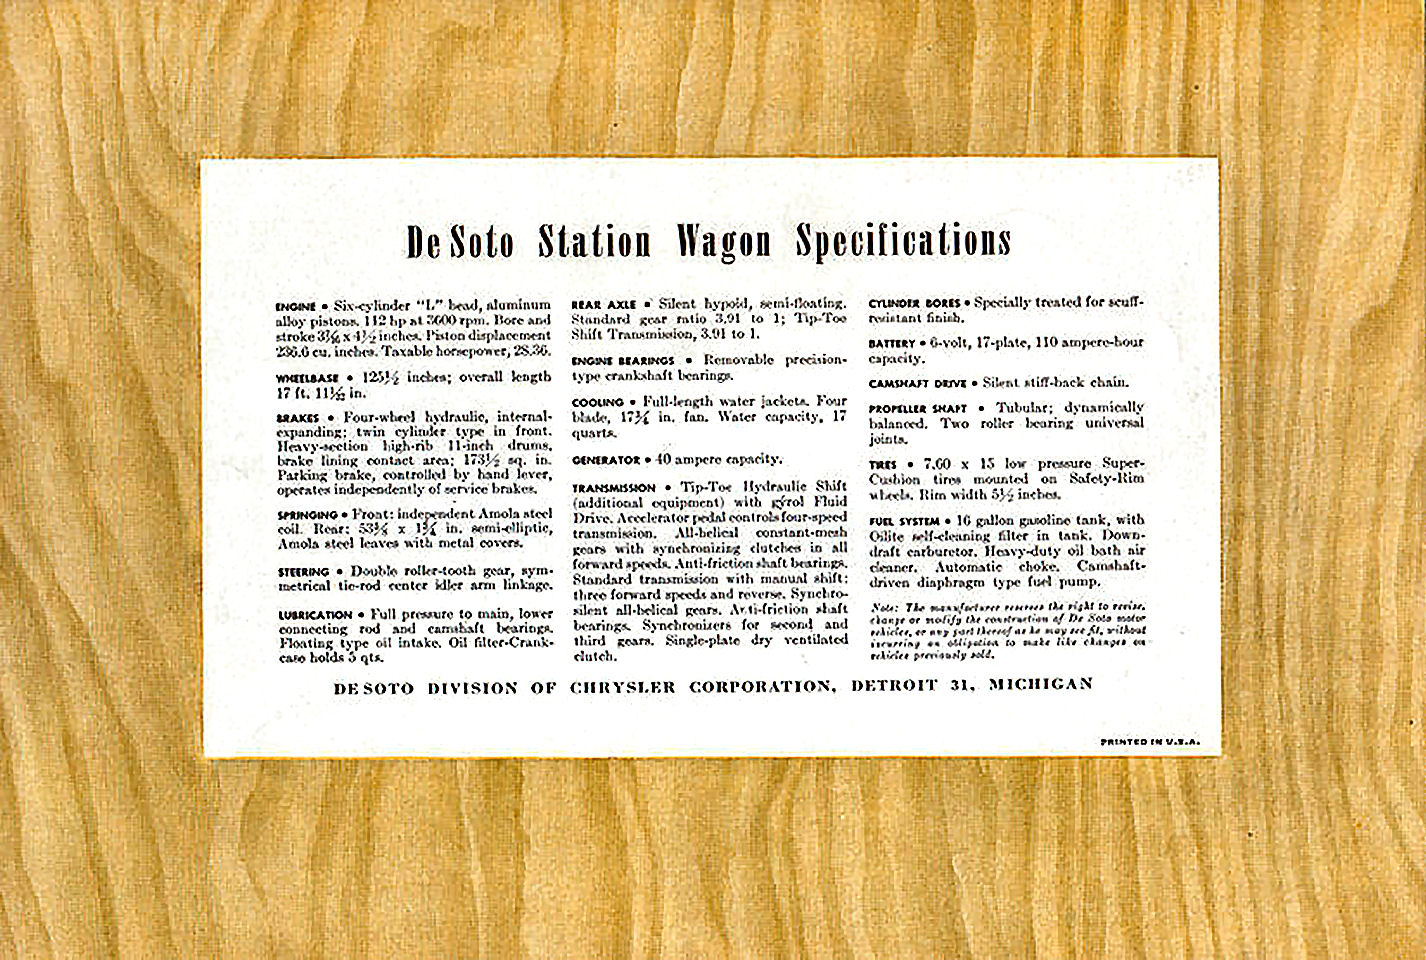 De Soto Station Wagon Specifications
ENGINE • Six-cylinder "L" head, aluminum
alloy pistons. 112 hp at 3600 rpm. Bore and
stroke 3 7/16 x 4 1/2 inches. Piston displacement
236.6 cu. inches. Taxable horsepower, 28.36.
WHEELBASE • 125 1/2 inches; overall length
17 ft. in.
BRAKES • Four-wheel hydraulic, internal-
expanding; twin cylinder type in front.
Heavy-section high-rib 11-inch drums,
brake lining contact area; 173 1/2 sq. in.
Parking brake, controlled by hand lever,
operates independently of service brakes.
SPRINGING • Front: independent Amola steel
coil. Rear: x 1 3/4 in. semi-elliptic,
Amola steel leaves with metal covers.
STEERING • Double roller-tooth gear, sym-
metrical tie-rod center idler arm linkage.
LUBRICATION • Full pressure to main, lower
connecting rod and camshaft bearings.
Floating type oil intake. Oil filter-Crank-
case holds 5 qts.
REAR AXLE • Silent hypoid, semi-floating.
Standard gear ratio 3.91 to 1; Tip-Toe
Shift Transmission, 3.91 to 1.
ENGINE BEARINGS • Removable precision-
type crankshaft bearings.
COOLING • Full-length water jackets. Four
blade, 17 3/4 in. fan. Water capacity, 17
quarts.
GENERATOR • 40 ampere capacity.
TRANSMISSION • Tip-Toe Hydraulic Shift
(additional equipment) with gýrol Fluid
Drive. Accelerator pedal controls four-speed
transmission. All-helical constant-mesh
gears with synchronizing clutches in all
forward speeds. Anti-friction shaft bearings.
Standard transmission with manual shift:
three forward speeds and reverse. Synchro-
silent all-helical gears. Anti-friction shaft
bearings. Synchronizers for second and
third gears. Single-plate dry ventilated
clutch.
CYLINDER BORES • Specially treated for scuff-
resistant finish.
BATTERY • 6-volt, 17-plate, 110 ampere-hour
capacity.
CAMSHAFT DRIVE • Silent stiff-back chain.
PROPELLER SHAFT • Tubular; dynamically
balanced. Two roller bearing universal
joints.
TIRES • 7.60 x 15 low pressure Super-
Cushion tires mounted on Safety-Rim
wheels. Rim width 5 1/2 inches.
FUEL SYSTEM • 16 gallon gasoline tank, with
Oilite self-cleaning filter in tank. Down-
draft carburetor. Heavy-duty oil bath air
cleaner. Automatic choke. Camshaft-
driven diaphragm type fuel pump.
Note: The manufacturer reserves the right to revise,
change or modify the construction of De Soto motor
vehicles, or any part thereof as he may see fit, without
incurring an obligation to make like changes on
vehicles previously sold.
DE SOTO DIVISION OF CHRYSLER CORPORATION, DETROIT 31, MICHIGAN
PRINTED IN U.S.A.